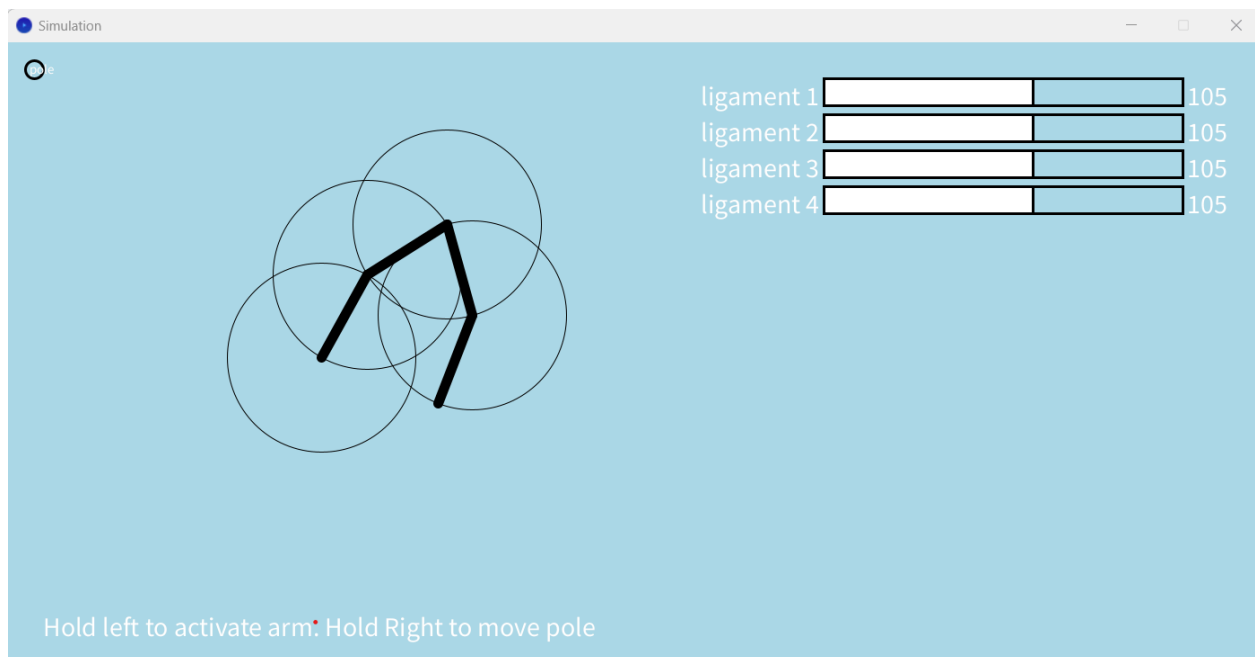 Simulation
pole
ligament 1 105
ligament 2 105
ligament 3 105
ligament 4 105
Hold left to activate arm. Hold Right to move pole